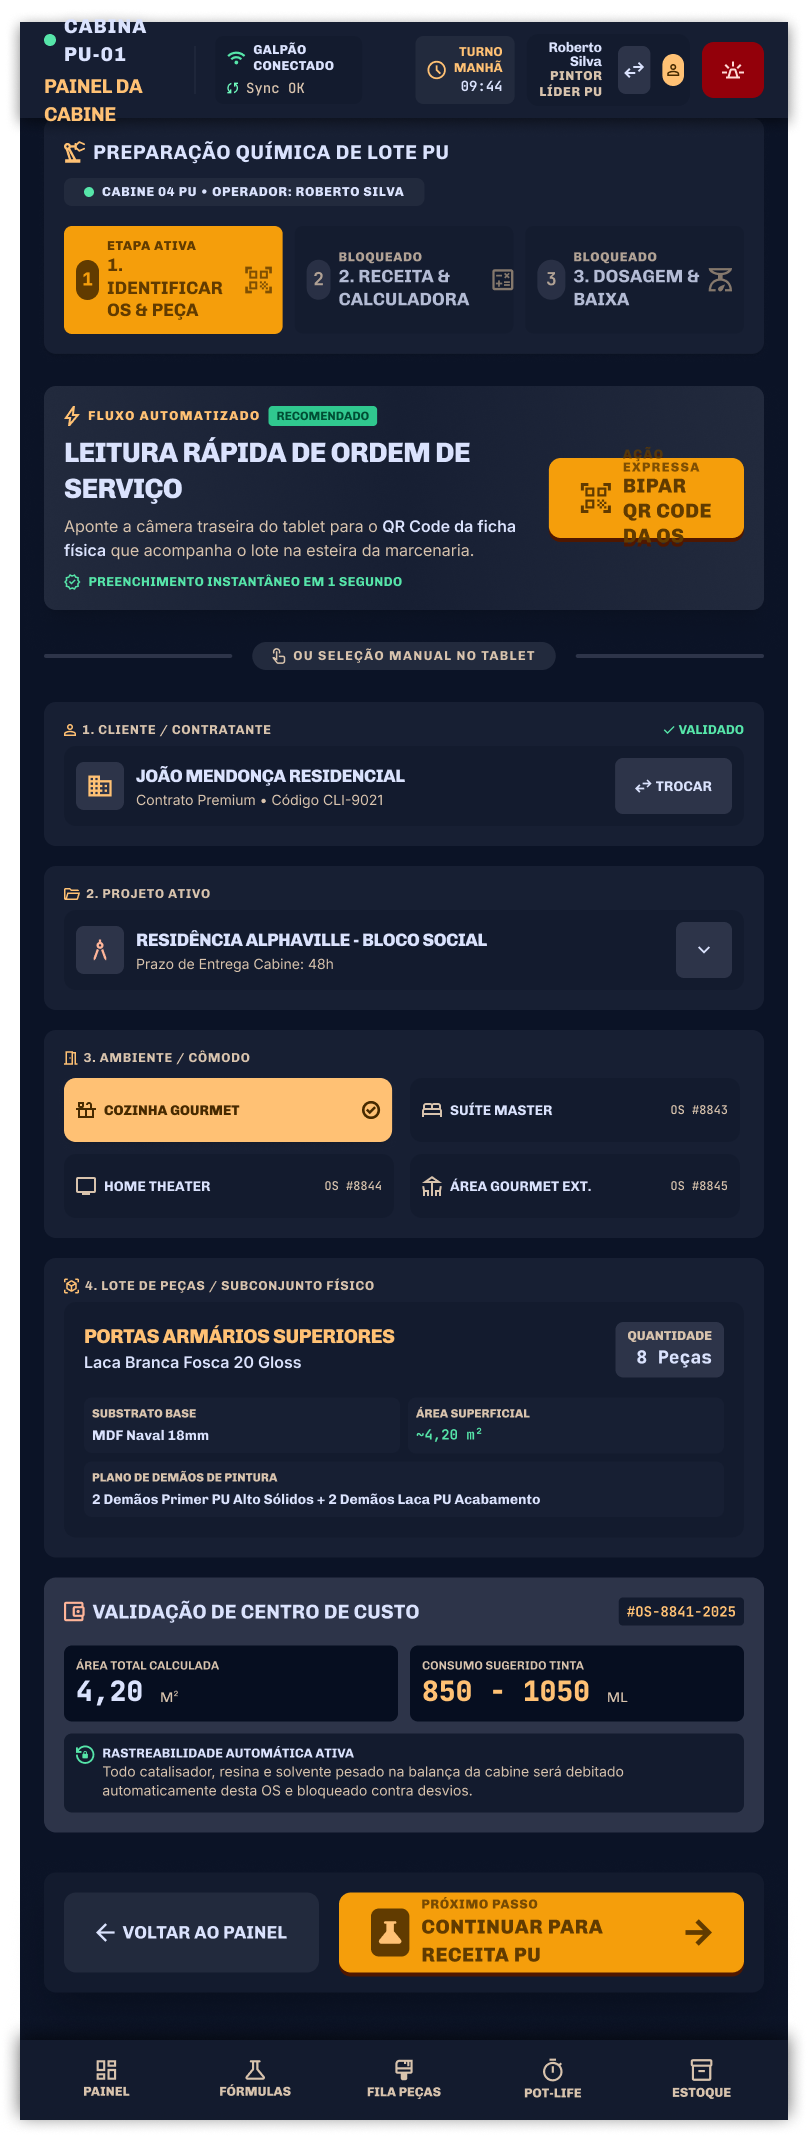 CABINA
PU-01
PAINEL DA
CABINE
GALPÃO
CONECTADO
Sync OK
TURNO
MANHÃ
09:44
Roberto
Silva
PINTOR
LÍDER PU
PREPARAÇÃO QUÍMICA DE LOTE PU
CABINE 04 PU • OPERADOR: ROBERTO SILVA
1
ETAPA ATIVA
1.
IDENTIFICAR
OS & PEÇA
2
BLOQUEADO
2. RECEITA &
CALCULADORA
3
BLOQUEADO
3. DOSAGEM &
BAIXA
FLUXO AUTOMATIZADO
RECOMENDADO
LEITURA RÁPIDA DE ORDEM DE
SERVIÇO
Aponte a câmera traseira do tablet para o QR Code da ficha
física que acompanha o lote na esteira da marcenaria.
PREENCHIMENTO INSTANTÂNEO EM 1 SEGUNDO
AÇÃO
EXPRESSA
BIPAR
QR CODE
DA OS
OU SELEÇÃO MANUAL NO TABLET
1. CLIENTE / CONTRATANTE
VALIDADO
JOÃO MENDONÇA RESIDENCIAL
Contrato Premium • Código CLI-9021
TROCAR
2. PROJETO ATIVO
RESIDÊNCIA ALPHAVILLE - BLOCO SOCIAL
Prazo de Entrega Cabine: 48h
3. AMBIENTE / CÔMODO
COZINHA GOURMET
SUÍTE MASTER
OS #8843
HOME THEATER
OS #8844
ÁREA GOURMET EXT.
OS #8845
4. LOTE DE PEÇAS / SUBCONJUNTO FÍSICO
PORTAS ARMÁRIOS SUPERIORES
Laca Branca Fosca 20 Gloss
QUANTIDADE
8 Peças
SUBSTRATO BASE
MDF Naval 18mm
ÁREA SUPERFICIAL
~4,20 m²
PLANO DE DEMÃOS DE PINTURA
2 Demãos Primer PU Alto Sólidos + 2 Demãos Laca PU Acabamento
VALIDAÇÃO DE CENTRO DE CUSTO
#OS-8841-2025
ÁREA TOTAL CALCULADA
4,20 M²
CONSUMO SUGERIDO TINTA
850 - 1050 ML
RASTREABILIDADE AUTOMÁTICA ATIVA
Todo catalisador, resina e solvente pesado na balança da cabine será debitado
automaticamente desta OS e bloqueado contra desvios.
VOLTAR AO PAINEL
PRÓXIMO PASSO
CONTINUAR PARA
RECEITA PU
PAINEL
FÓRMULAS
FILA PEÇAS
POT-LIFE
ESTOQUE